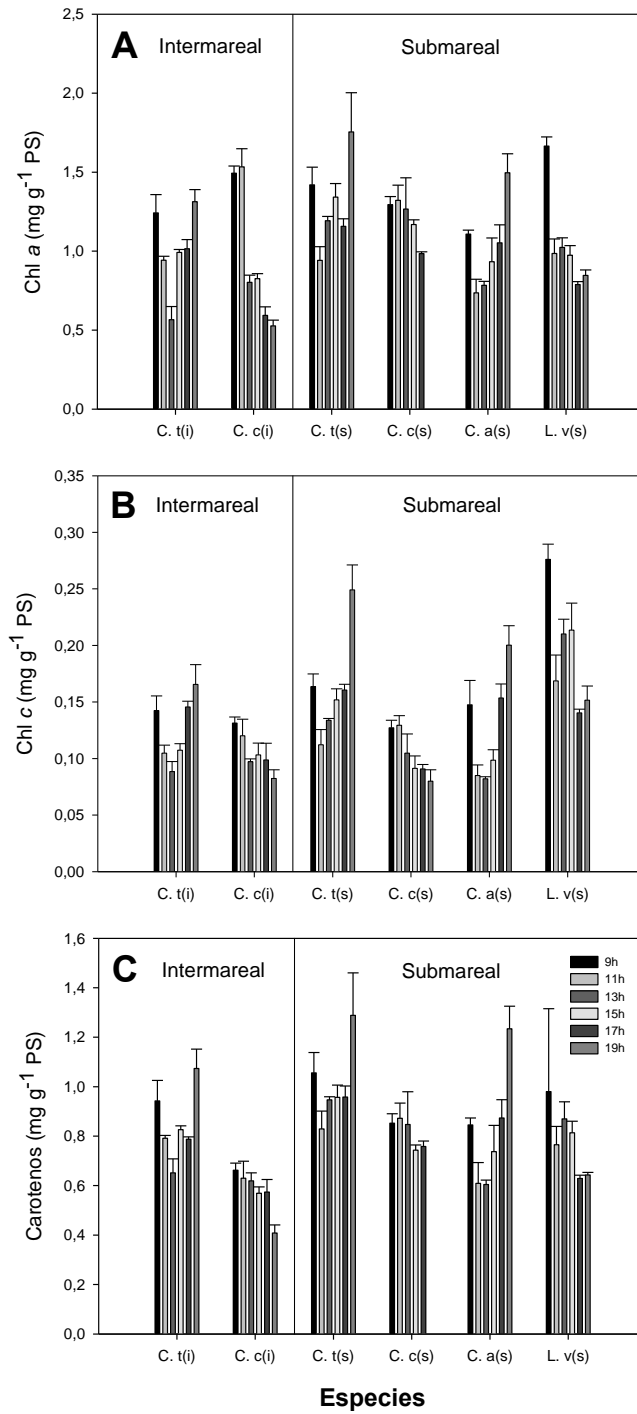 A
Intermareal
Submareal
Chl a (mg g⁻¹ PS)
2,5
2,0
1,5
1,0
0,5
0,0
C. t(i) C. c(i) C. t(s) C. c(s) C. a(s) L. v(s)
B
Intermareal
Submareal
Chl c (mg g⁻¹ PS)
0,35
0,30
0,25
0,20
0,15
0,10
0,05
0,00
C. t(i) C. c(i) C. t(s) C. c(s) C. a(s) L. v(s)
C
Intermareal
Submareal
Carotenos (mg g⁻¹ PS)
1,6
1,4
1,2
1,0
0,8
0,6
0,4
0,2
0,0
9h
11h
13h
15h
17h
19h
C. t(i) C. c(i) C. t(s) C. c(s) C. a(s) L. v(s)
Especies